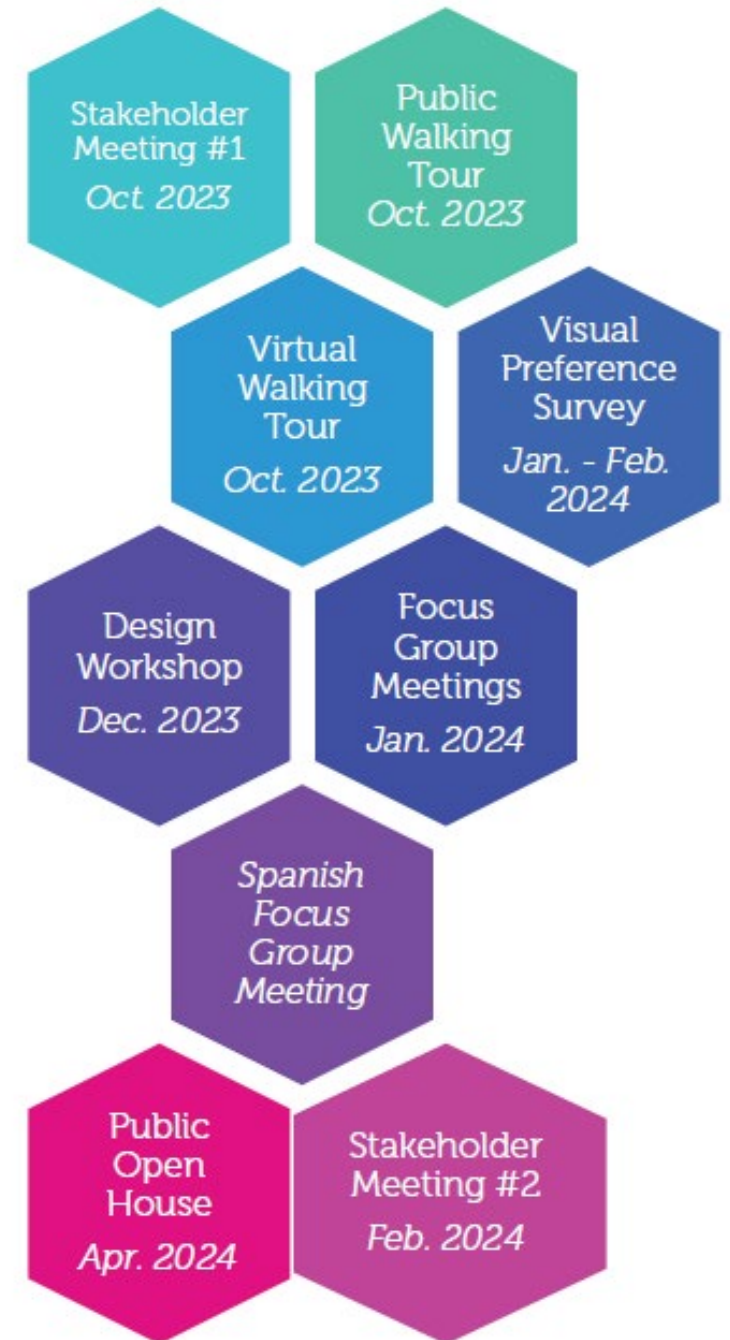 Stakeholder
Meeting #1
Oct. 2023
Public
Walking
Tour
Oct. 2023
Virtual
Walking
Tour
Oct. 2023
Visual
Preference
Survey
Jan. - Feb.
2024
Design
Workshop
Dec. 2023
Focus
Group
Meetings
Jan. 2024
Spanish
Focus
Group
Meeting
Public
Open
House
Apr. 2024
Stakeholder
Meeting #2
Feb. 2024